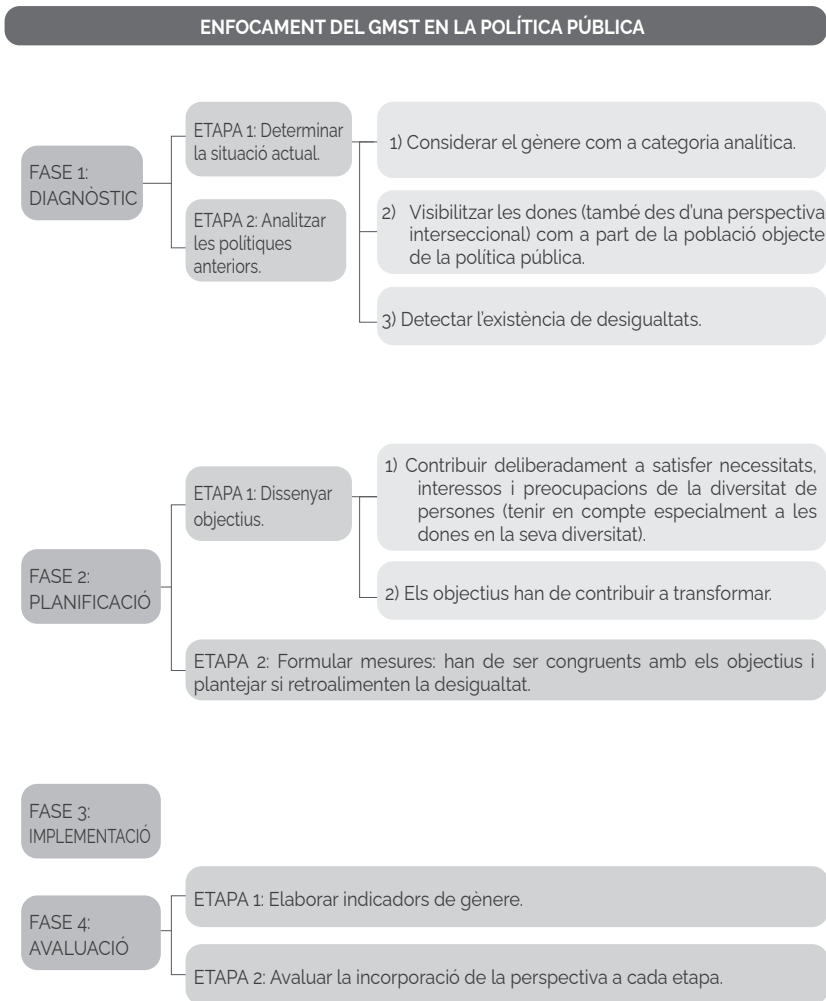 ENFOCAMENT DEL GMST EN LA POLÍTICA PÚBLICA
FASE 1:
DIAGNÒSTIC
ETAPA 1: Determinar
la situació actual.
ETAPA 2: Analitzar
les polítiques
anteriors.
1) Considerar el gènere com a categoria analítica.
2) Visibilitzar les dones (també des d'una perspectiva
interseccional) com a part de la població objecte
de la política pública.
3) Detectar l'existència de desigualtats.
FASE 2:
PLANIFICACIÓ
ETAPA 1: Dissenyar
objectius.
1) Contribuir deliberadament a satisfer necessitats,
interessos i preocupacions de la diversitat de
persones (tenir en compte especialment a les
dones en la seva diversitat).
2) Els objectius han de contribuir a transformar.
ETAPA 2: Formular mesures: han de ser congruents amb els objectius i
plantejar si retroalimenten la desigualtat.
FASE 3:
IMPLEMENTACIÓ
FASE 4:
AVALUACIÓ
ETAPA 1: Elaborar indicadors de gènere.
ETAPA 2: Avaluar la incorporació de la perspectiva a cada etapa.